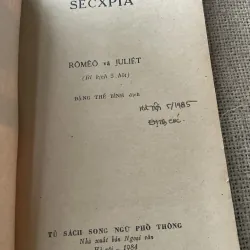 SECXPIA
RÔMÊÔ và JULIÊT
(Bi kịch 5 hồi)
ĐẶNG THẾ BÍNH dịch
Hà Nội 5/1985
TỦ SÁCH SONG NGỮ PHỔ THÔNG
Nhà xuất bản Ngoại văn
Hà nội — 1984